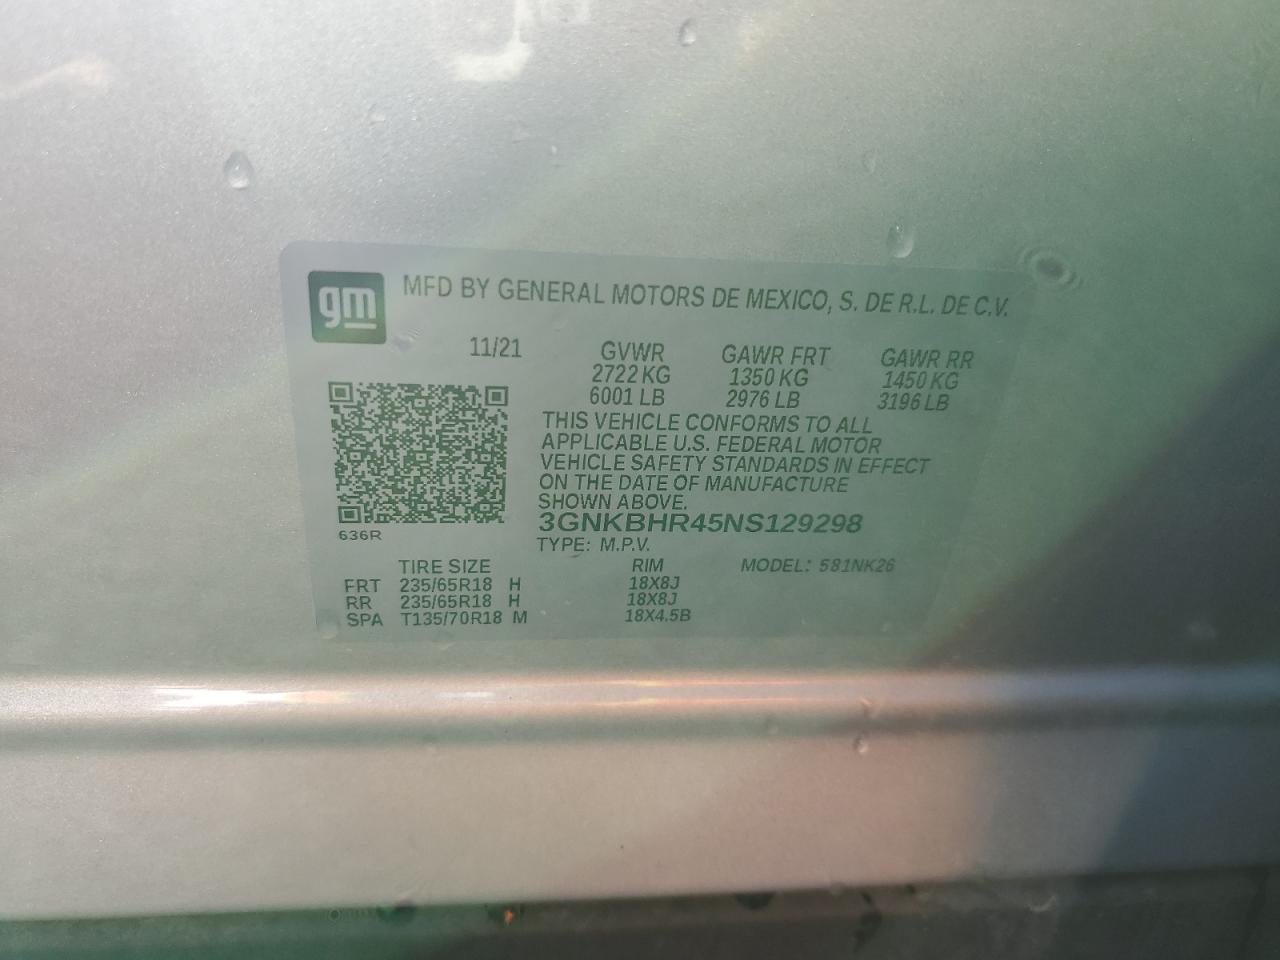 gm MFD BY GENERAL MOTORS DE MEXICO, S. DE R.L. DE C.V.
11/21 GVWR GAWR FRT GAWR RR
2722 KG 1350 KG 1450 KG
6001 LB 2976 LB 3196 LB
THIS VEHICLE CONFORMS TO ALL
APPLICABLE U.S. FEDERAL MOTOR
VEHICLE SAFETY STANDARDS IN EFFECT
ON THE DATE OF MANUFACTURE
SHOWN ABOVE.
3GNKBHR45NS129298
636R
TYPE: M.P.V.
TIRE SIZE RIM MODEL: 581NK26
FRT 235/65R18 H 18X8J
RR 235/65R18 H 18X8J
SPA T135/70R18 M 18X4.5B